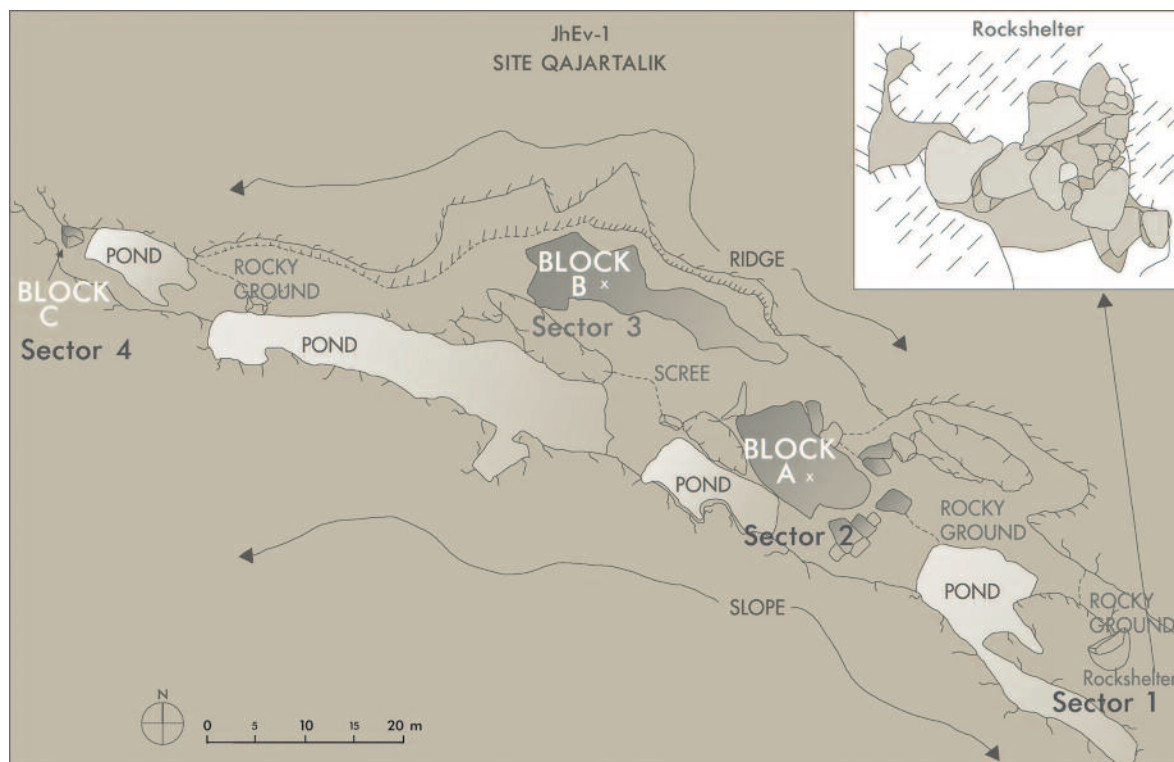 JhEv-1
SITE QAJARTALIK
Rockshelter
POND
ROCKY
GROUND
BLOCK
C
Sector 4
BLOCK
B x
Sector 3
RIDGE
POND
SCREE
BLOCK
A x
POND
Sector 2
ROCKY
GROUND
POND
SLOPE
ROCKY
GROUND
Rockshelter
Sector 1
N
0 5 10 15 20 m